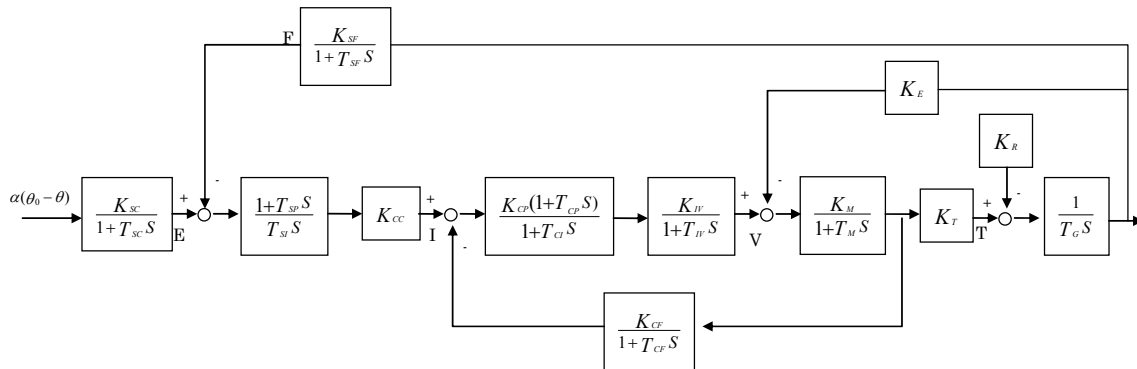 F
K_SF
1+T_SF S
-
K_E
K_R
-
-
α(θ₀−θ)
K_SC
1+T_SC S
+
E
1+T_SP S
T_SI S
K_CC
+
I
-
K_CP(1+T_CP S)
1+T_CI S
K_IV
1+T_IV S
+
V
K_M
1+T_M S
K_T
+
T
1
T_G S
K_CF
1+T_CF S